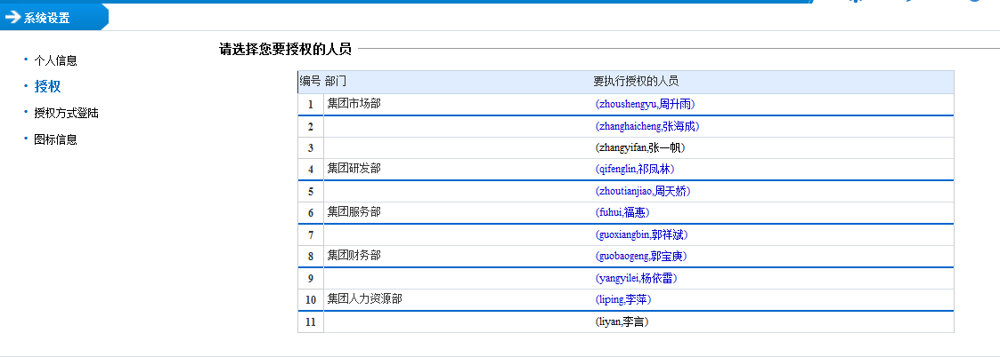 系统设置
个人信息
授权
授权方式登陆
图标信息
请选择您要授权的人员
编号 部门 要执行授权的人员
1 集团市场部 (zhoushengyu,周升雨)
2 (zhanghaicheng,张海成)
3 (zhangyifan,张一帆)
4 集团研发部 (qifenglin,祁凤林)
5 (zhoutianjiao,周天娇)
6 集团服务部 (fuhui,福惠)
7 (guoxiangbin,郭祥斌)
8 集团财务部 (guobaogeng,郭宝庚)
9 (yangyilei,杨依雷)
10 集团人力资源部 (liping,李萍)
11 (liyan,李言)